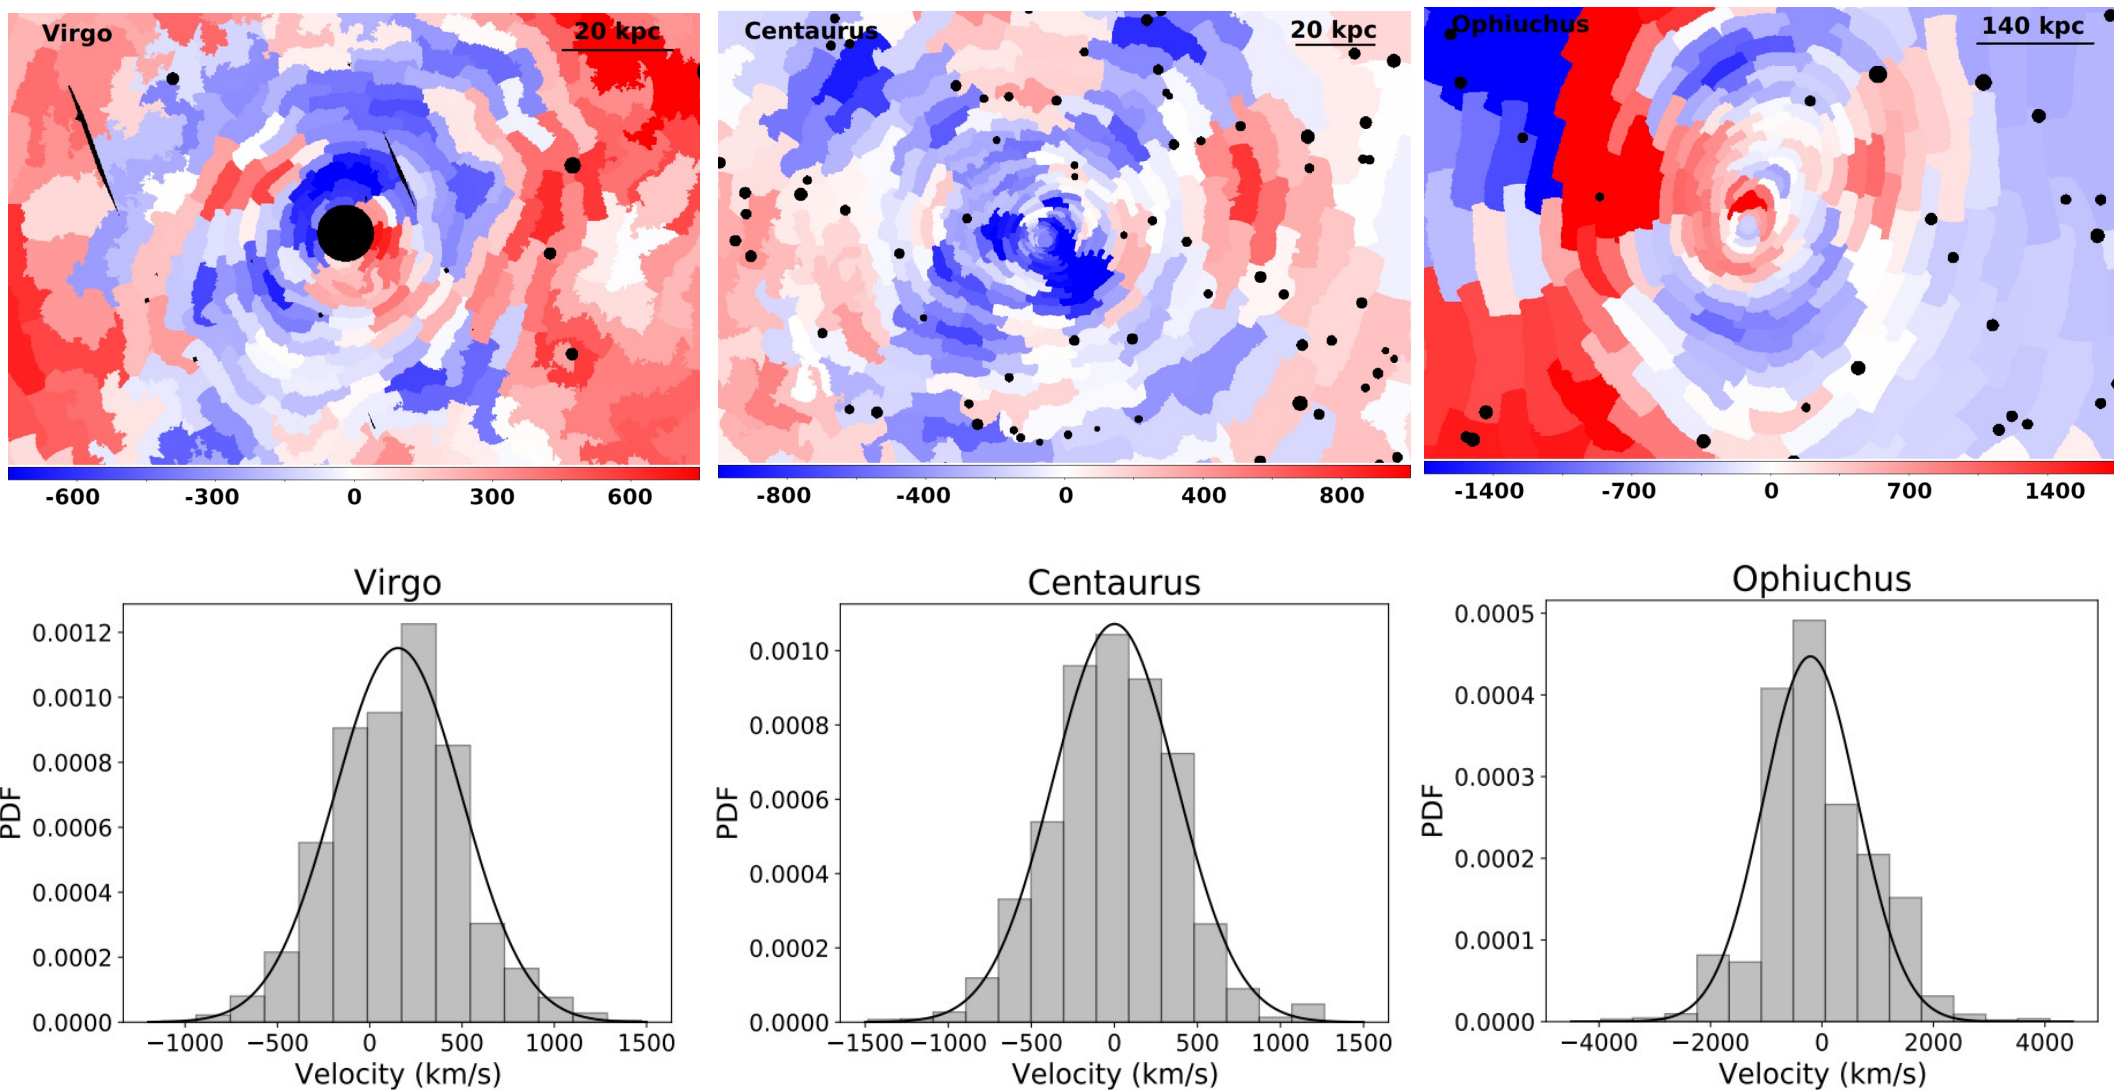 Virgo
20 kpc
-600 -300 0 300 600
Centaurus
20 kpc
-800 -400 0 400 800
Ophiuchus
140 kpc
-1400 -700 0 700 1400
Virgo
0.0012
0.0010
0.0008
0.0006
0.0004
0.0002
0.0000
PDF
−1000 −500 0 500 1000 1500
Velocity (km/s)
Centaurus
0.0010
0.0008
0.0006
0.0004
0.0002
0.0000
PDF
−1500 −1000 −500 0 500 1000 1500
Velocity (km/s)
Ophiuchus
0.0005
0.0004
0.0003
0.0002
0.0001
0.0000
PDF
−4000 −2000 0 2000 4000
Velocity (km/s)